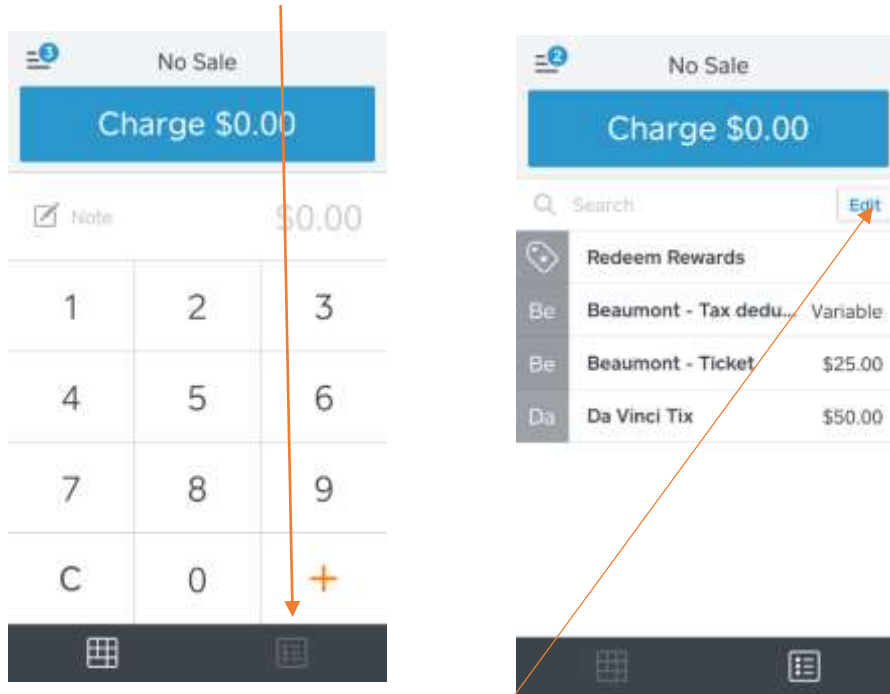 3
No Sale
Charge $0.00
Note $0.00
1 2 3
4 5 6
7 8 9
C 0 +
2
No Sale
Charge $0.00
Search Edit
Redeem Rewards
Be Beaumont - Tax dedu... Variable
Be Beaumont - Ticket $25.00
Da Da Vinci Tix $50.00